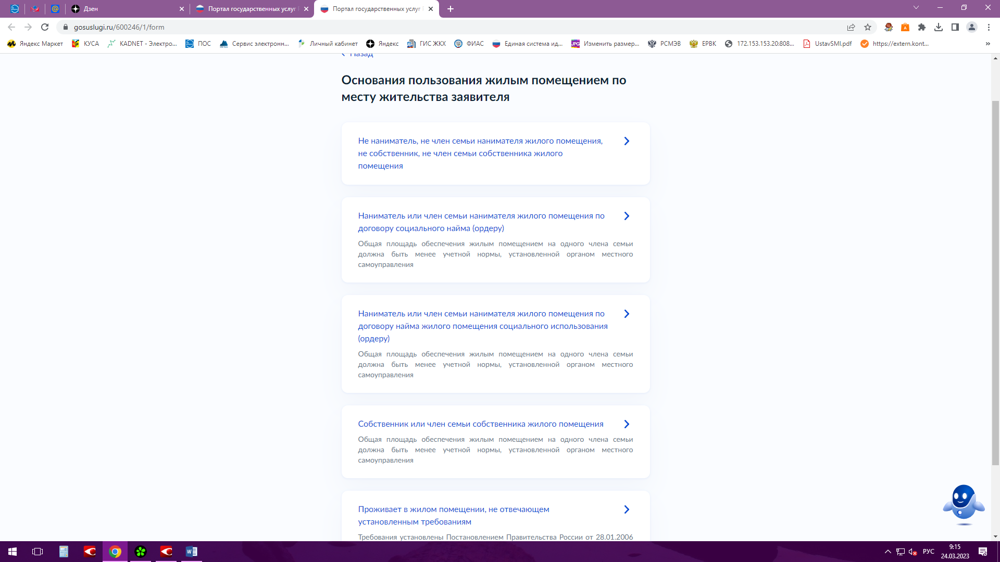 Дзен
Портал государственных услуг
Портал государственных услуг
gosuslugi.ru/600246/1/form
Яндекс Маркет
КУСА
KADNET - Электро...
ПОС
Сервис электронн...
Личный кабинет
Яндекс
ГИС ЖКХ
ФИАС
Единая система ид...
JPG
Изменить размер...
РСМЭВ
ЕРВК
172.153.153.20:808...
UstavSMI.pdf
https://extern.kont...
»
Назад
Основания пользования жилым помещением по
месту жительства заявителя
Не наниматель, не член семьи нанимателя жилого помещения,
не собственник, не член семьи собственника жилого
помещения
Наниматель или член семьи нанимателя жилого помещения по
договору социального найма (ордеру)
Общая площадь обеспечения жилым помещением на одного члена семьи
должна быть менее учетной нормы, установленной органом местного
самоуправления
Наниматель или член семьи нанимателя жилого помещения по
договору найма жилого помещения социального использования
(ордеру)
Общая площадь обеспечения жилым помещением на одного члена семьи
должна быть менее учетной нормы, установленной органом местного
самоуправления
Собственник или член семьи собственника жилого помещения
Общая площадь обеспечения жилым помещением на одного члена семьи
должна быть менее учетной нормы, установленной органом местного
самоуправления
Проживает в жилом помещении, не отвечающем
установленным требованиям
Требования установлены Постановлением Правительства России от 28.01.2006
РУС
9:15
24.03.2023